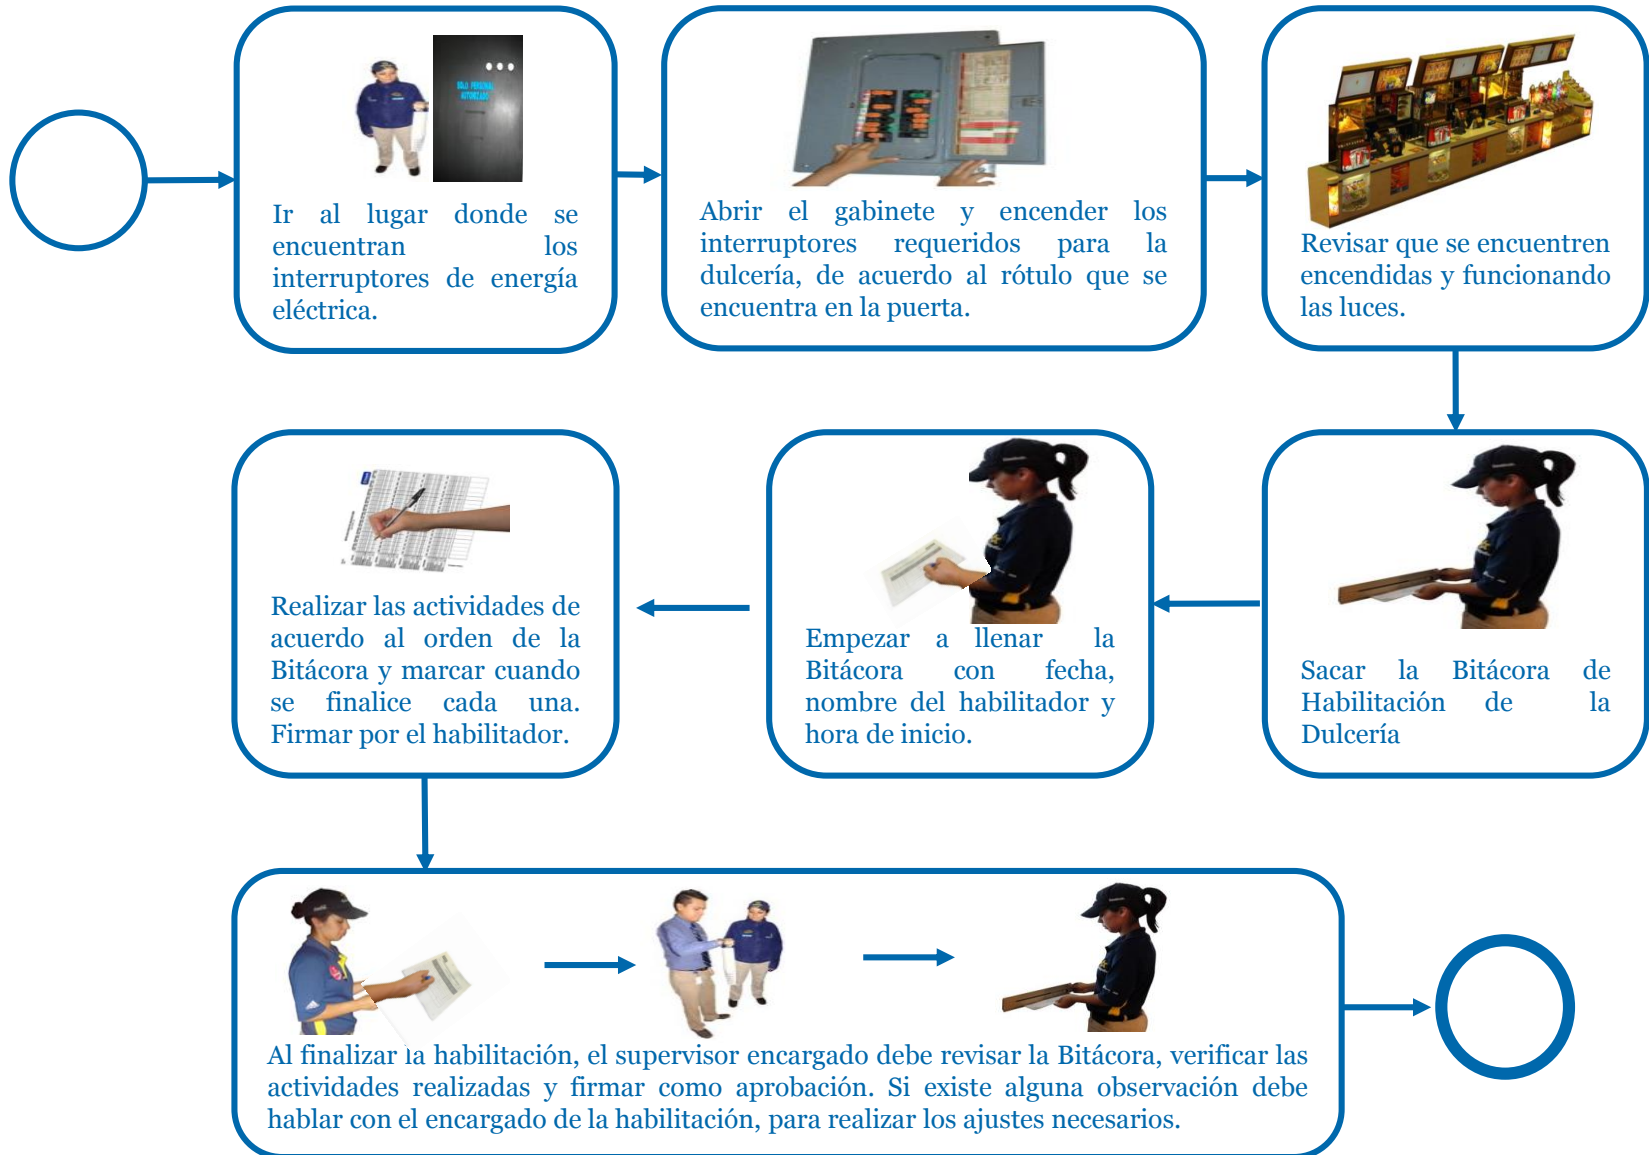 SOLO PERSONAL
AUTORIZADO
Ir al lugar donde se
encuentran los
interruptores de energía
eléctrica.
Abrir el gabinete y encender los
interruptores requeridos para la
dulcería, de acuerdo al rótulo que se
encuentra en la puerta.
Revisar que se encuentren
encendidas y funcionando
las luces.
Sacar la Bitácora de
Habilitación de la
Dulcería
Empezar a llenar la
Bitácora con fecha,
nombre del habilitador y
hora de inicio.
Realizar las actividades de
acuerdo al orden de la
Bitácora y marcar cuando
se finalice cada una.
Firmar por el habilitador.
Al finalizar la habilitación, el supervisor encargado debe revisar la Bitácora, verificar las
actividades realizadas y firmar como aprobación. Si existe alguna observación debe
hablar con el encargado de la habilitación, para realizar los ajustes necesarios.